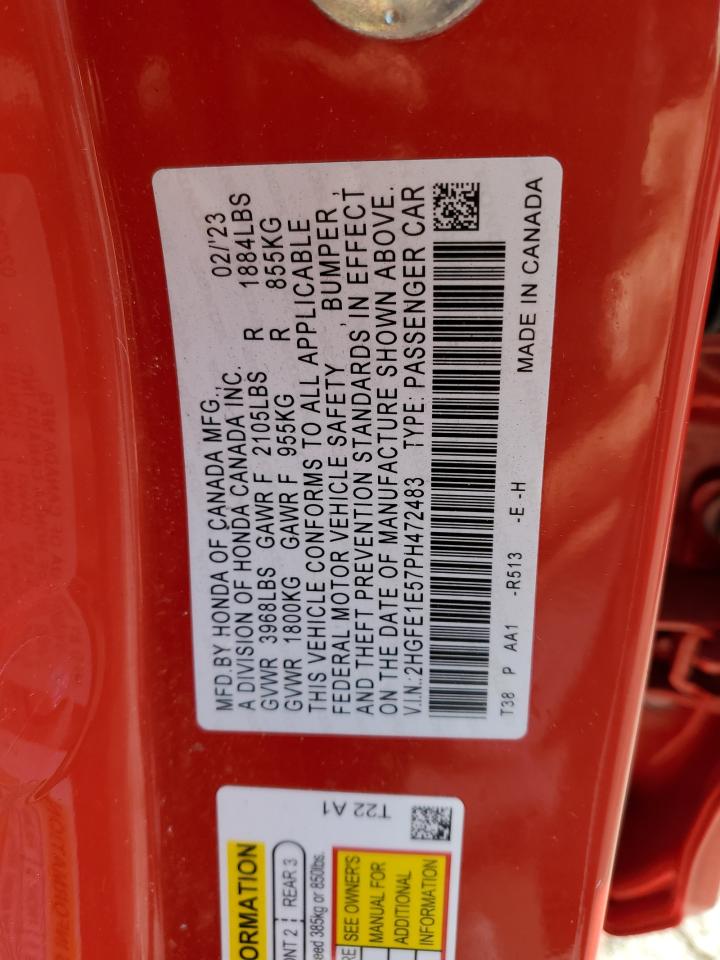 MFD.BY HONDA OF CANADA MFG., 02/'23
A DIVISION OF HONDA CANADA INC.
GVWR 3968LBS GAWR F 2105LBS R 1884LBS
GVWR 1800KG GAWR F 955KG R 855KG
THIS VEHICLE CONFORMS TO ALL APPLICABLE
FEDERAL MOTOR VEHICLE SAFETY , BUMPER ,
AND THEFT PREVENTION STANDARDS IN EFFECT
ON THE DATE OF MANUFACTURE SHOWN ABOVE.
V.I.N.:2HGFE1E57PH472483 TYPE: PASSENGER CAR
T38 P AA1 -R513 -E -H MADE IN CANADA
T22 A1
ORMATION
2 REAR 3
385kg or 850lbs.
SEE OWNER'S
MANUAL FOR
ADDITIONAL
INFORMATION